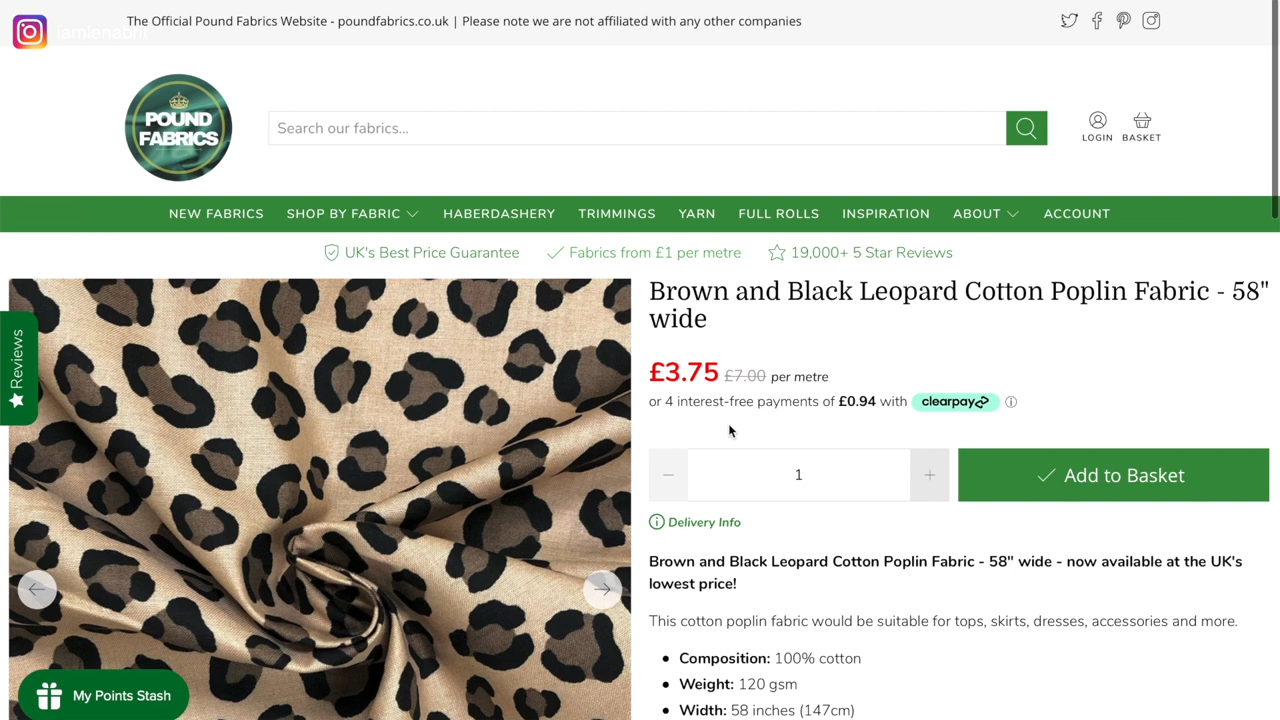 The Official Pound Fabrics Website - poundfabrics.co.uk | Please note we are not affiliated with any other companies
iamlenabrit
POUND
FABRICS
Search our fabrics...
LOGIN
BASKET
NEW FABRICS SHOP BY FABRIC HABERDASHERY TRIMMINGS YARN FULL ROLLS INSPIRATION ABOUT ACCOUNT
UK's Best Price Guarantee Fabrics from £1 per metre 19,000+ 5 Star Reviews
Reviews
Brown and Black Leopard Cotton Poplin Fabric - 58"
wide
£3.75 £7.00 per metre
or 4 interest-free payments of £0.94 with clearpay
− 1 + Add to Basket
Delivery Info
Brown and Black Leopard Cotton Poplin Fabric - 58" wide - now available at the UK's
lowest price!
This cotton poplin fabric would be suitable for tops, skirts, dresses, accessories and more.
• Composition: 100% cotton
• Weight: 120 gsm
• Width: 58 inches (147cm)
My Points Stash